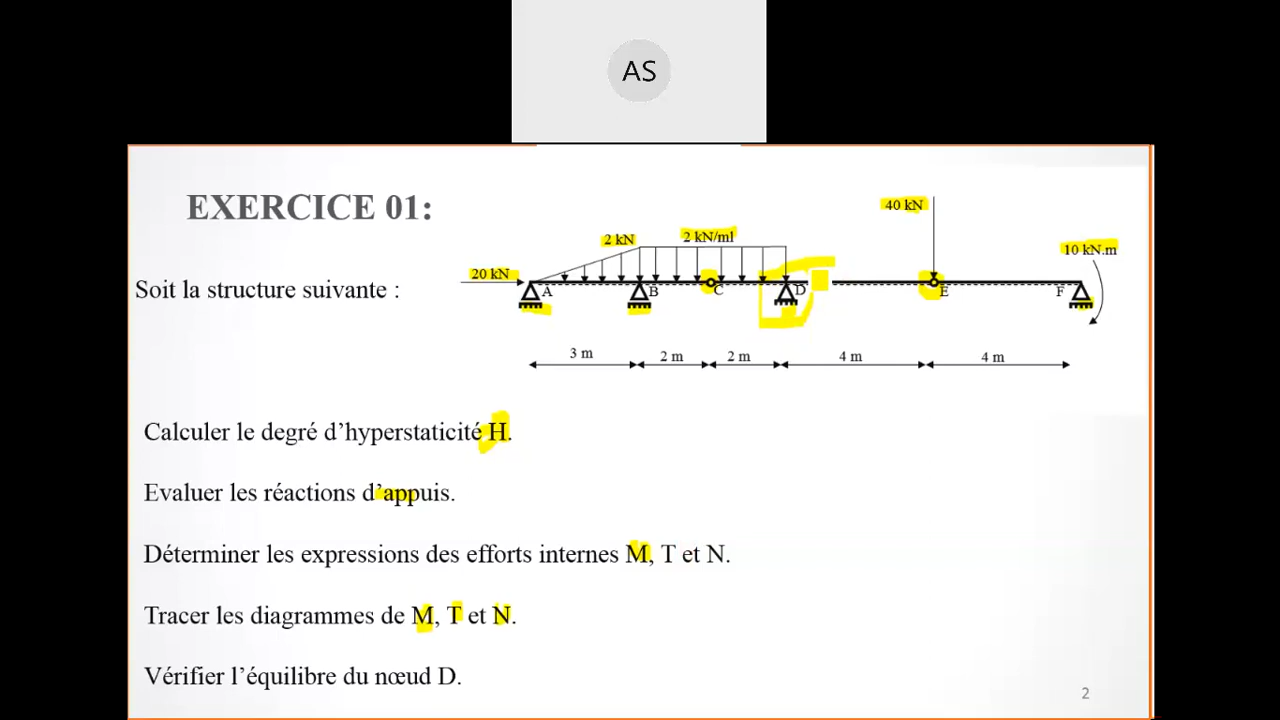 AS
EXERCICE 01:
40 kN
2 kN
2 kN/ml
10 kN.m
20 kN
Soit la structure suivante :
A
B
C
D
E
F
3 m
2 m
2 m
4 m
4 m
Calculer le degré d’hyperstaticité H.
Evaluer les réactions d’appuis.
Déterminer les expressions des efforts internes M, T et N.
Tracer les diagrammes de M, T et N.
Vérifier l’équilibre du nœud D.
2